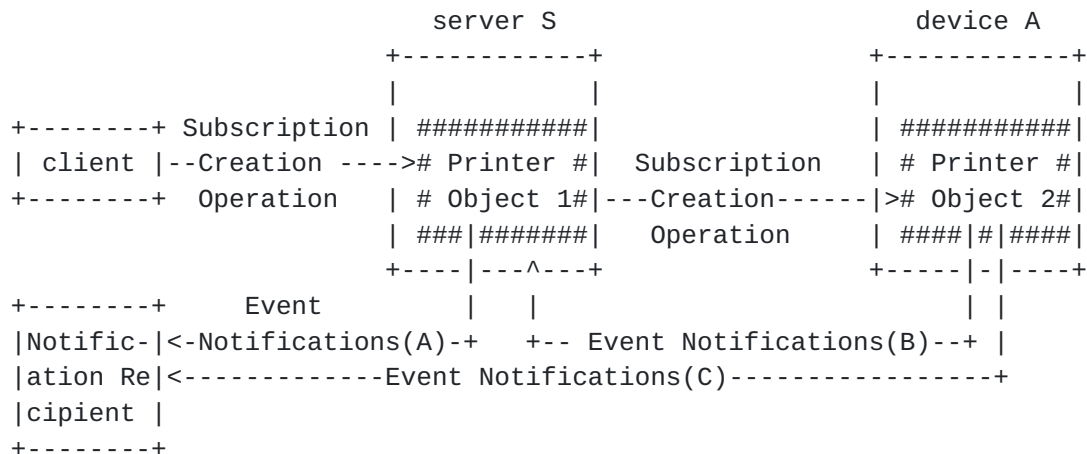 server S                       device A
                        +------------+                 +------------+
                        |            |                 |            |
+--------+ Subscription | ###########|                 | ###########|
| client |--Creation ----># Printer #|  Subscription   | # Printer #|
+--------+  Operation   | # Object 1#|---Creation------|># Object 2#|
                        | ###|#######|   Operation     | ####|#|####|
                        +----|---^---+                 +-----|-|----+
+--------+     Event         |   |                           | |
|Notific-|<-Notifications(A)-+   +-- Event Notifications(B)--+ |
|ation Re|<-------------Event Notifications(C)-----------------+
|cipient |
+--------+